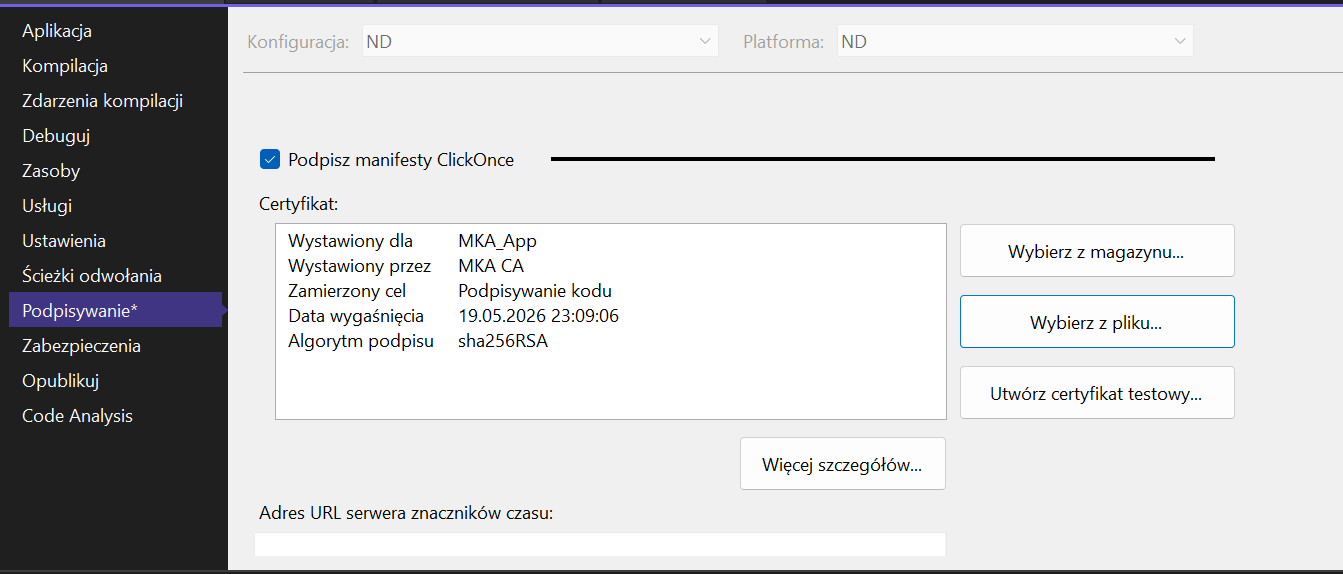 Aplikacja
Kompilacja
Zdarzenia kompilacji
Debuguj
Zasoby
Usługi
Ustawienia
Ścieżki odwołania
Podpisywanie*
Zabezpieczenia
Opublikuj
Code Analysis
Konfiguracja: ND Platforma: ND
Podpisz manifesty ClickOnce
Certyfikat:
Wystawiony dla MKA_App
Wystawiony przez MKA CA
Zamierzony cel Podpisywanie kodu
Data wygaśnięcia 19.05.2026 23:09:06
Algorytm podpisu sha256RSA
Wybierz z magazynu...
Wybierz z pliku...
Utwórz certyfikat testowy...
Więcej szczegółów...
Adres URL serwera znaczników czasu: